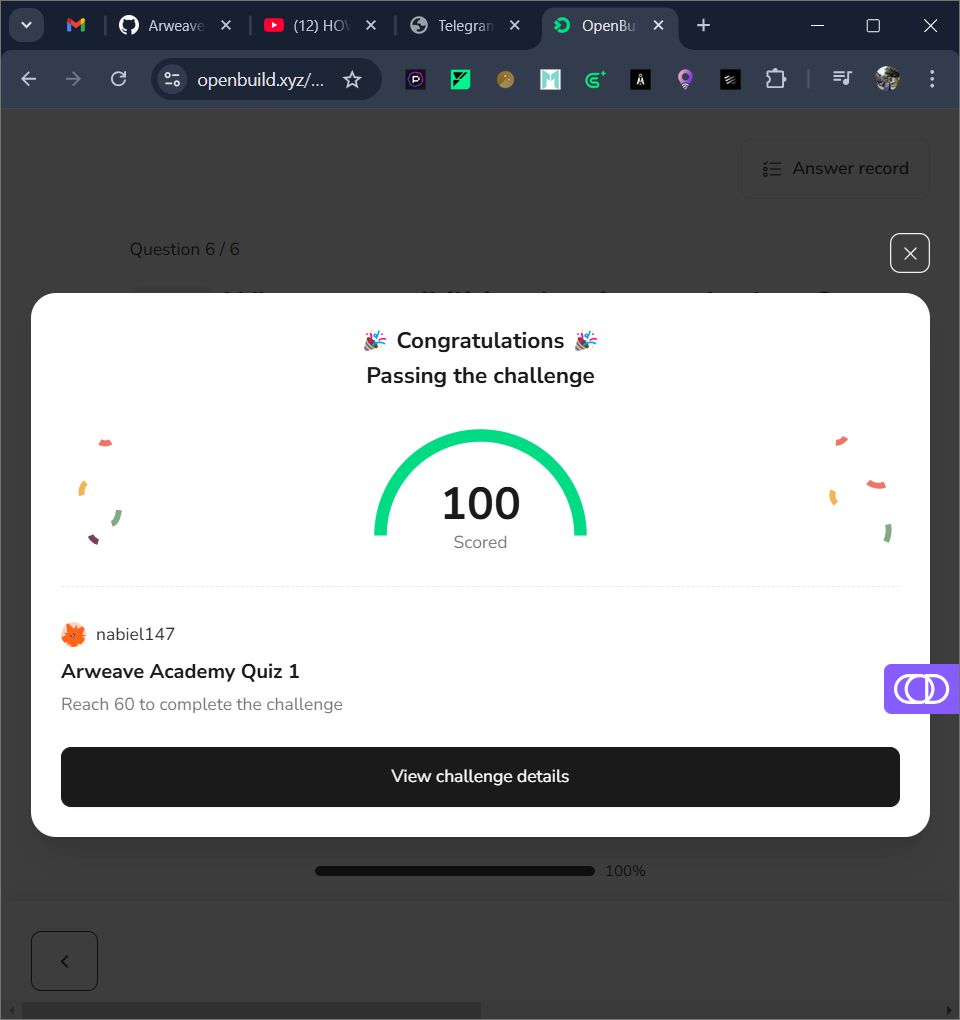 Arweave
(12) HOV
Telegram
OpenBu
openbuild.xyz/...
Answer record
Question 6 / 6
🎉 Congratulations 🎉
Passing the challenge
100
Scored
nabiel147
Arweave Academy Quiz 1
Reach 60 to complete the challenge
View challenge details
100%